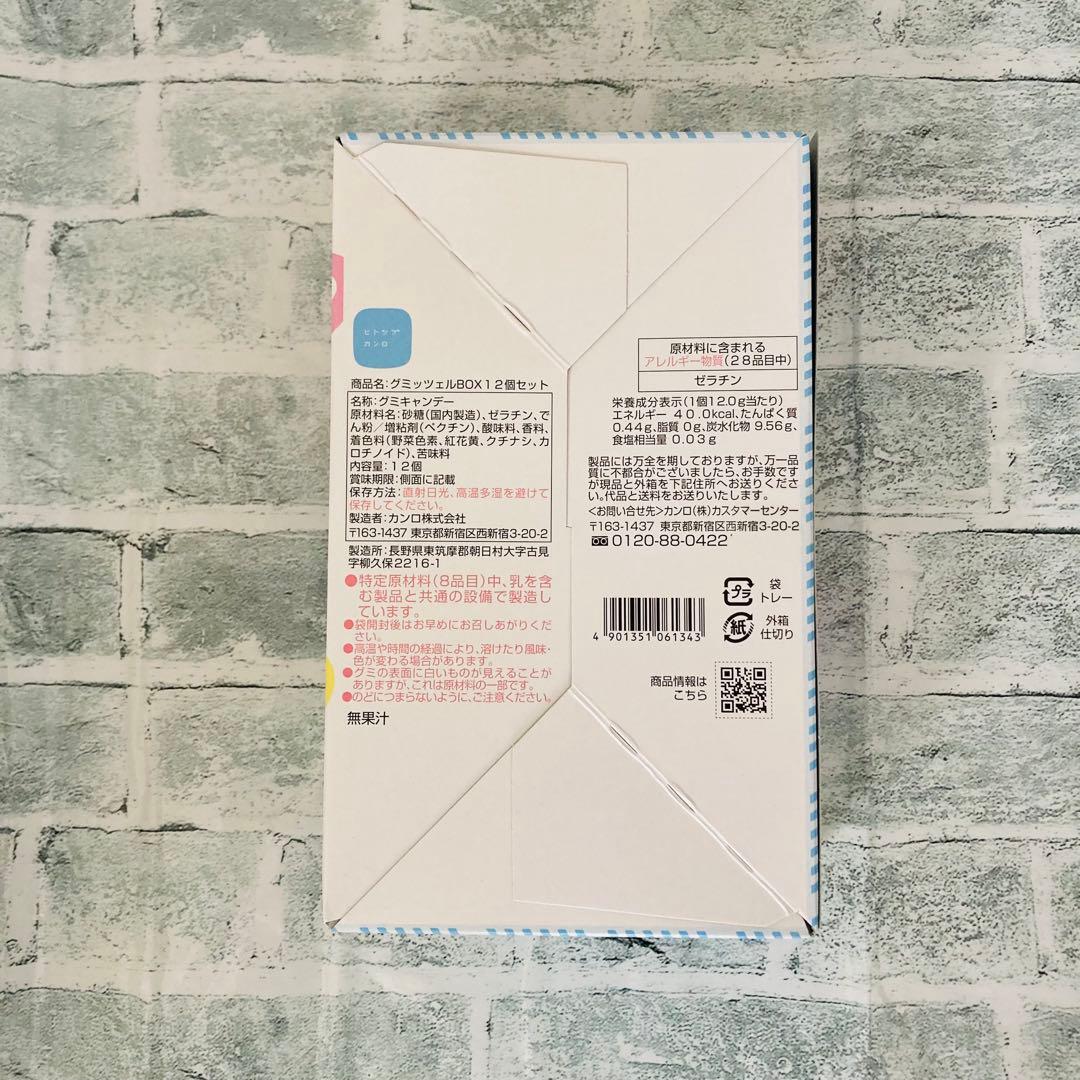 ヒトツブ
カンロ
商品名:グミッツェルBOX12個セット
名称:グミキャンデー
原材料名:砂糖(国内製造)、ゼラチン、で
ん粉/増粘剤(ペクチン)、酸味料、香料、
着色料(野菜色素、紅花黄、クチナシ、カ
ロチノイド)、苦味料
内容量:12個
賞味期限:側面に記載
保存方法:直射日光、高温多湿を避けて
保存してください。
製造者:カンロ株式会社
〒163-1437 東京都新宿区西新宿3-20-2
製造所:長野県東筑摩郡朝日村大字古見
字柳久保2216-1
●特定原材料(8品目)中、乳を含
む製品と共通の設備で製造し
ています。
●袋開封後はお早めにお召しあがりくだ
さい。
●高温や時間の経過により、溶けたり風味・
色が変わる場合があります。
●グミの表面に白いものが見えることが
ありますが、これは原材料の一部です。
●のどにつまらないように、ご注意ください。
無果汁
原材料に含まれる
アレルギー物質(28品目中)
ゼラチン
栄養成分表示(1個12.0g当たり)
エネルギー 40.0kcal、たんぱく質
0.44g、脂質 0g、炭水化物 9.56g、
食塩相当量 0.03g
製品には万全を期しておりますが、万一品
質に不都合がございましたら、お手数です
が現品と外箱を下記住所へお送りくださ
い。代品と送料をお送りいたします。
<お問い合せ先>カンロ(株)カスタマーセンター
〒163-1437 東京都新宿区西新宿3-20-2
0120-88-0422
プラ
袋
トレー
紙
外箱
仕切り
4 901351 061343
商品情報は
こちら